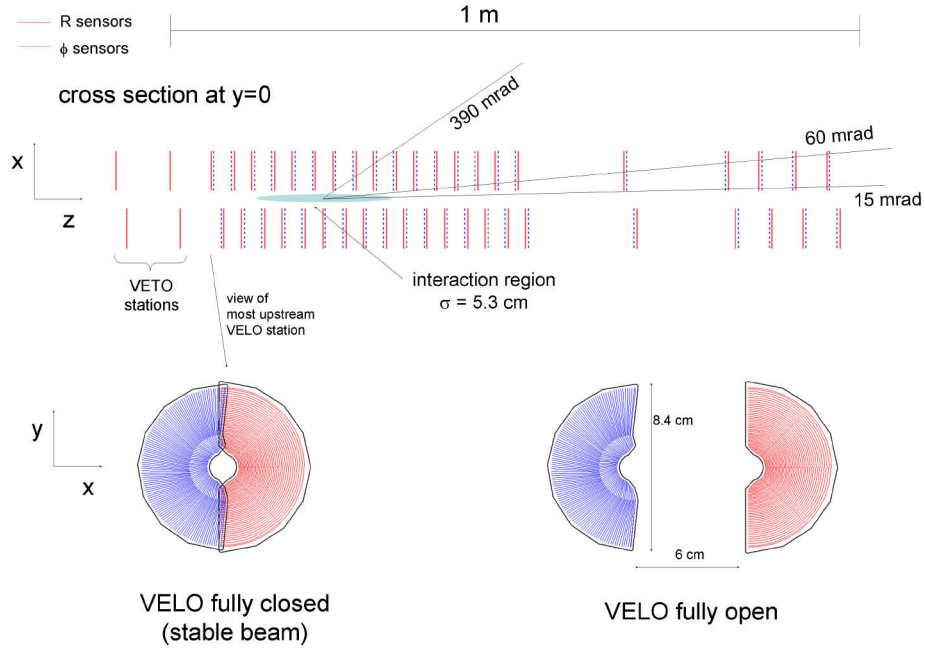 R sensors
ϕ sensors
1 m
cross section at y=0
390 mrad
60 mrad
15 mrad
x
z
VETO
stations
view of
most upstream
VELO station
interaction region
σ = 5.3 cm
y
x
8.4 cm
6 cm
VELO fully closed
(stable beam)
VELO fully open